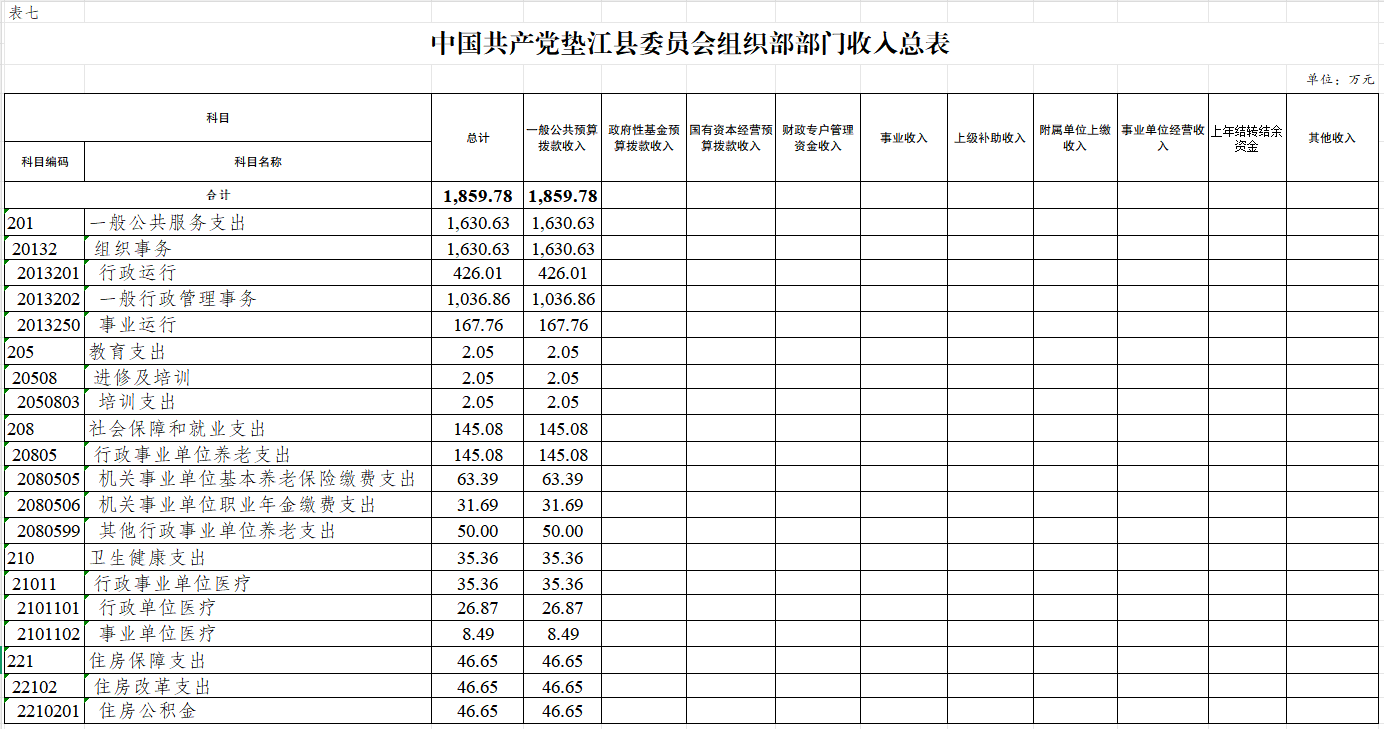 表七
中国共产党垫江县委员会组织部部门收入总表
单位：万元
科目
总计
一般公共预算
拨款收入
政府性基金预
算拨款收入
国有资本经营预
算拨款收入
财政专户管理
资金收入
事业收入
上级补助收入
附属单位上缴
收入
事业单位经营收
入
上年结转结余
资金
其他收入
科目编码 科目名称
合计 1,859.78 1,859.78
201 一般公共服务支出 1,630.63 1,630.63
20132 组织事务 1,630.63 1,630.63
2013201 行政运行 426.01 426.01
2013202 一般行政管理事务 1,036.86 1,036.86
2013250 事业运行 167.76 167.76
205 教育支出 2.05 2.05
20508 进修及培训 2.05 2.05
2050803 培训支出 2.05 2.05
208 社会保障和就业支出 145.08 145.08
20805 行政事业单位养老支出 145.08 145.08
2080505 机关事业单位基本养老保险缴费支出 63.39 63.39
2080506 机关事业单位职业年金缴费支出 31.69 31.69
2080599 其他行政事业单位养老支出 50.00 50.00
210 卫生健康支出 35.36 35.36
21011 行政事业单位医疗 35.36 35.36
2101101 行政单位医疗 26.87 26.87
2101102 事业单位医疗 8.49 8.49
221 住房保障支出 46.65 46.65
22102 住房改革支出 46.65 46.65
2210201 住房公积金 46.65 46.65